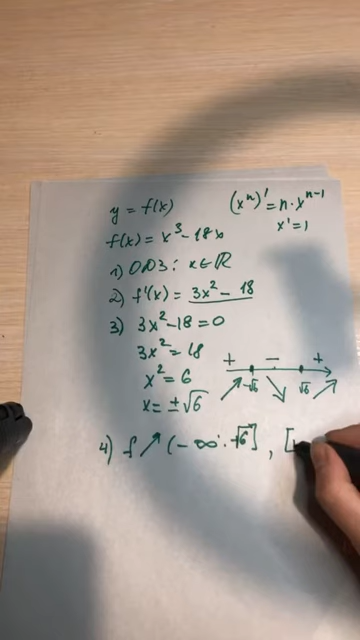 y = f(x)
(xⁿ)' = n · xⁿ⁻¹
x' = 1
f(x) = x³ - 18x
1) ОДЗ: x ∈ ℝ
2) f'(x) = 3x² - 18
3) 3x² - 18 = 0
3x² = 18
x² = 6
x = ±√6
+ - +
-√6 √6
4) f ↗ (-∞; -√6], [